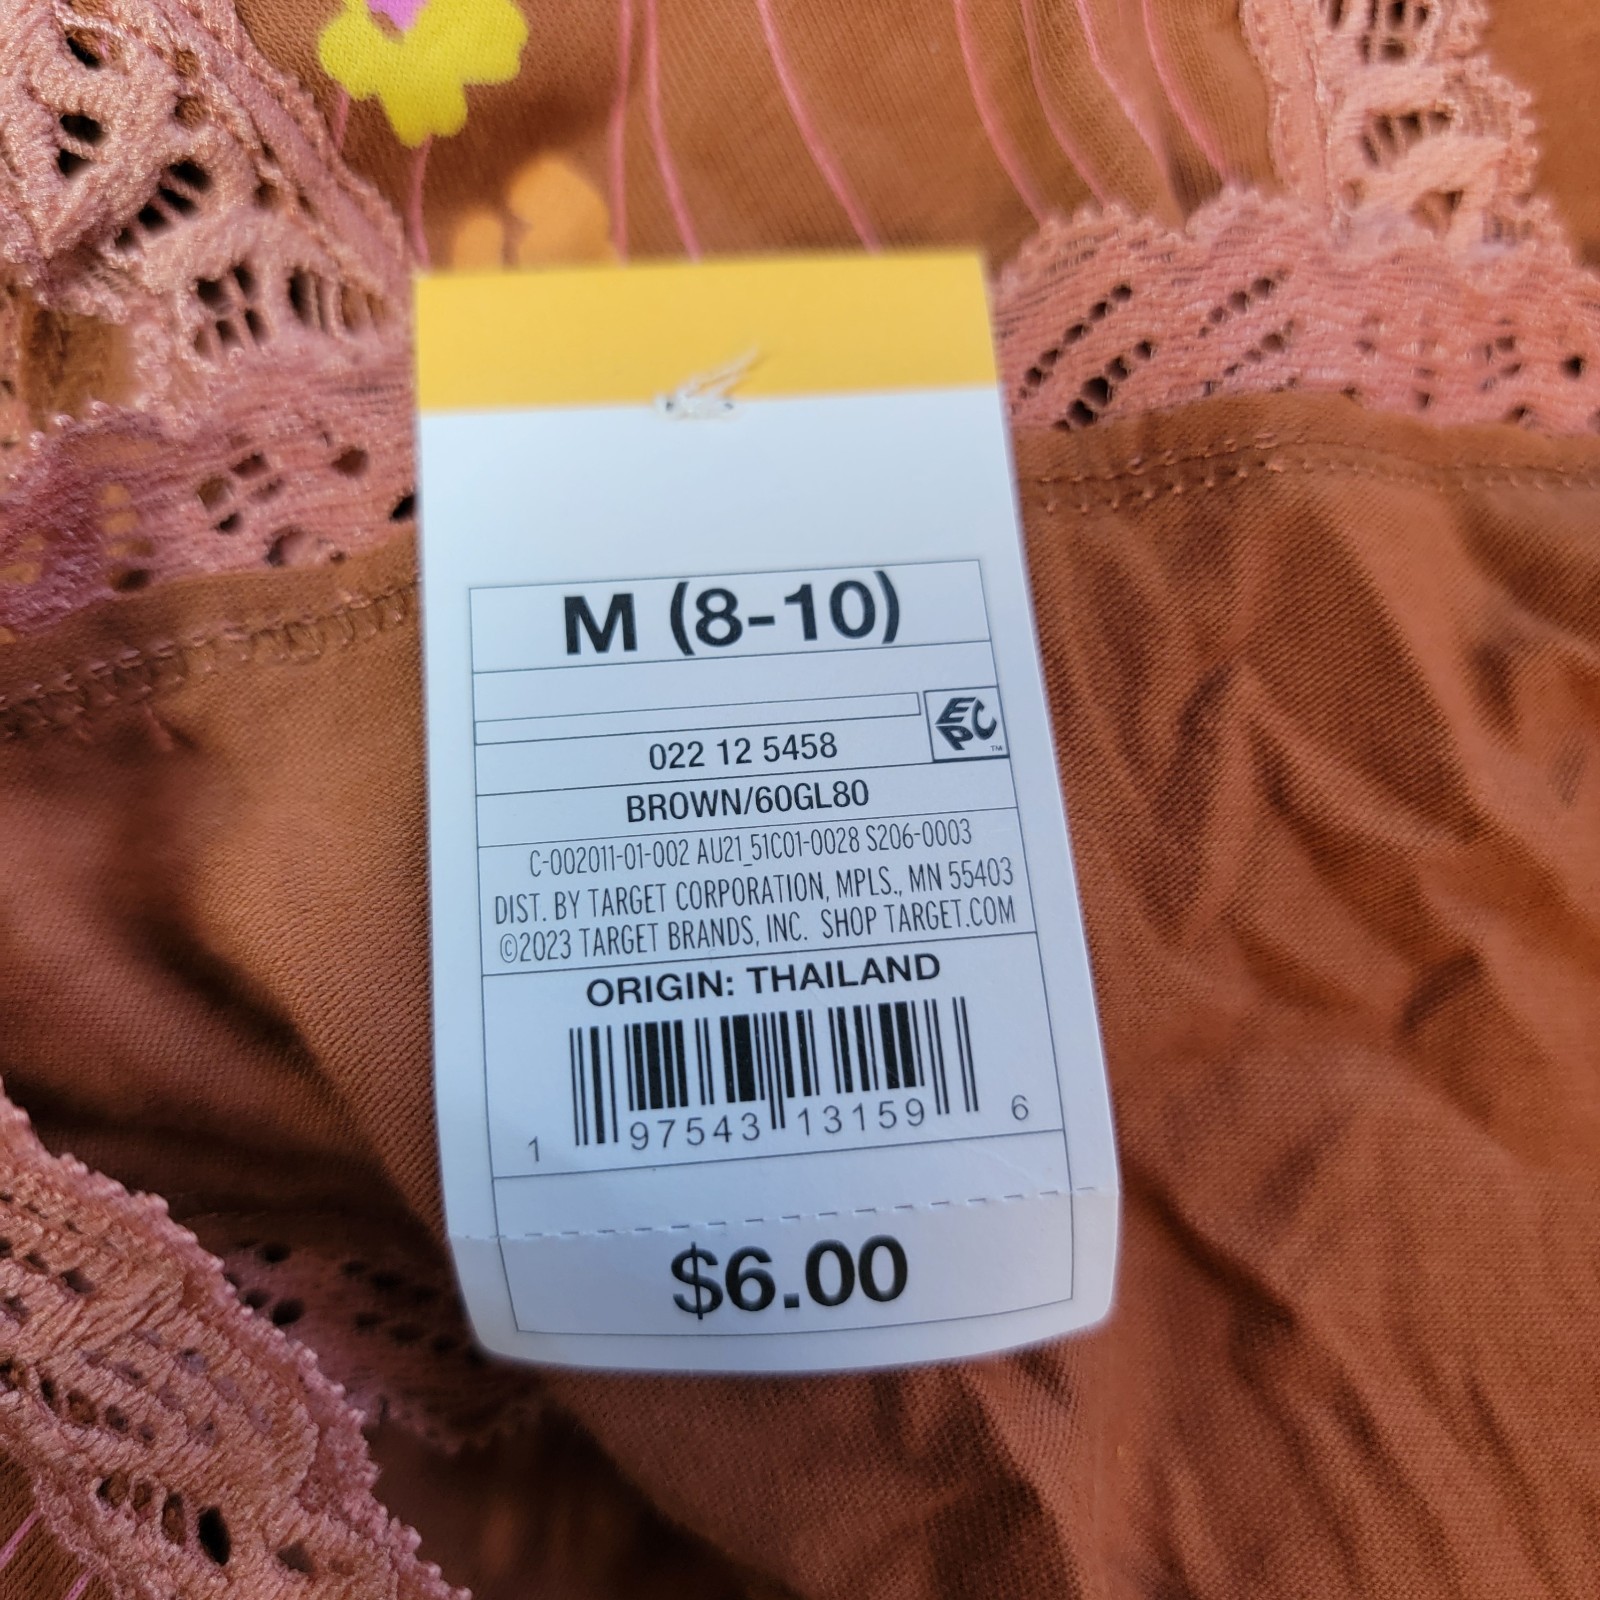 M (8-10)
EPC™
022 12 5458
BROWN/60GL80
C-002011-01-002 AU21_51C01-0028 S206-0003
DIST. BY TARGET CORPORATION, MPLS., MN 55403
©2023 TARGET BRANDS, INC. SHOP TARGET.COM
ORIGIN: THAILAND
1 97543 13159 6
$6.00